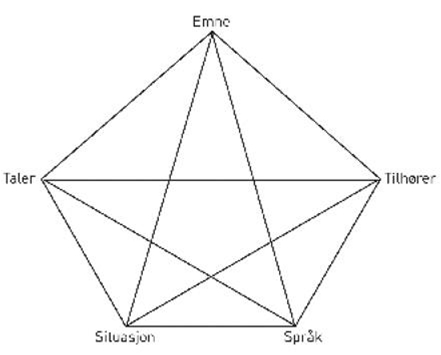 Emne
Taler
Tilhører
Situasjon
Språk